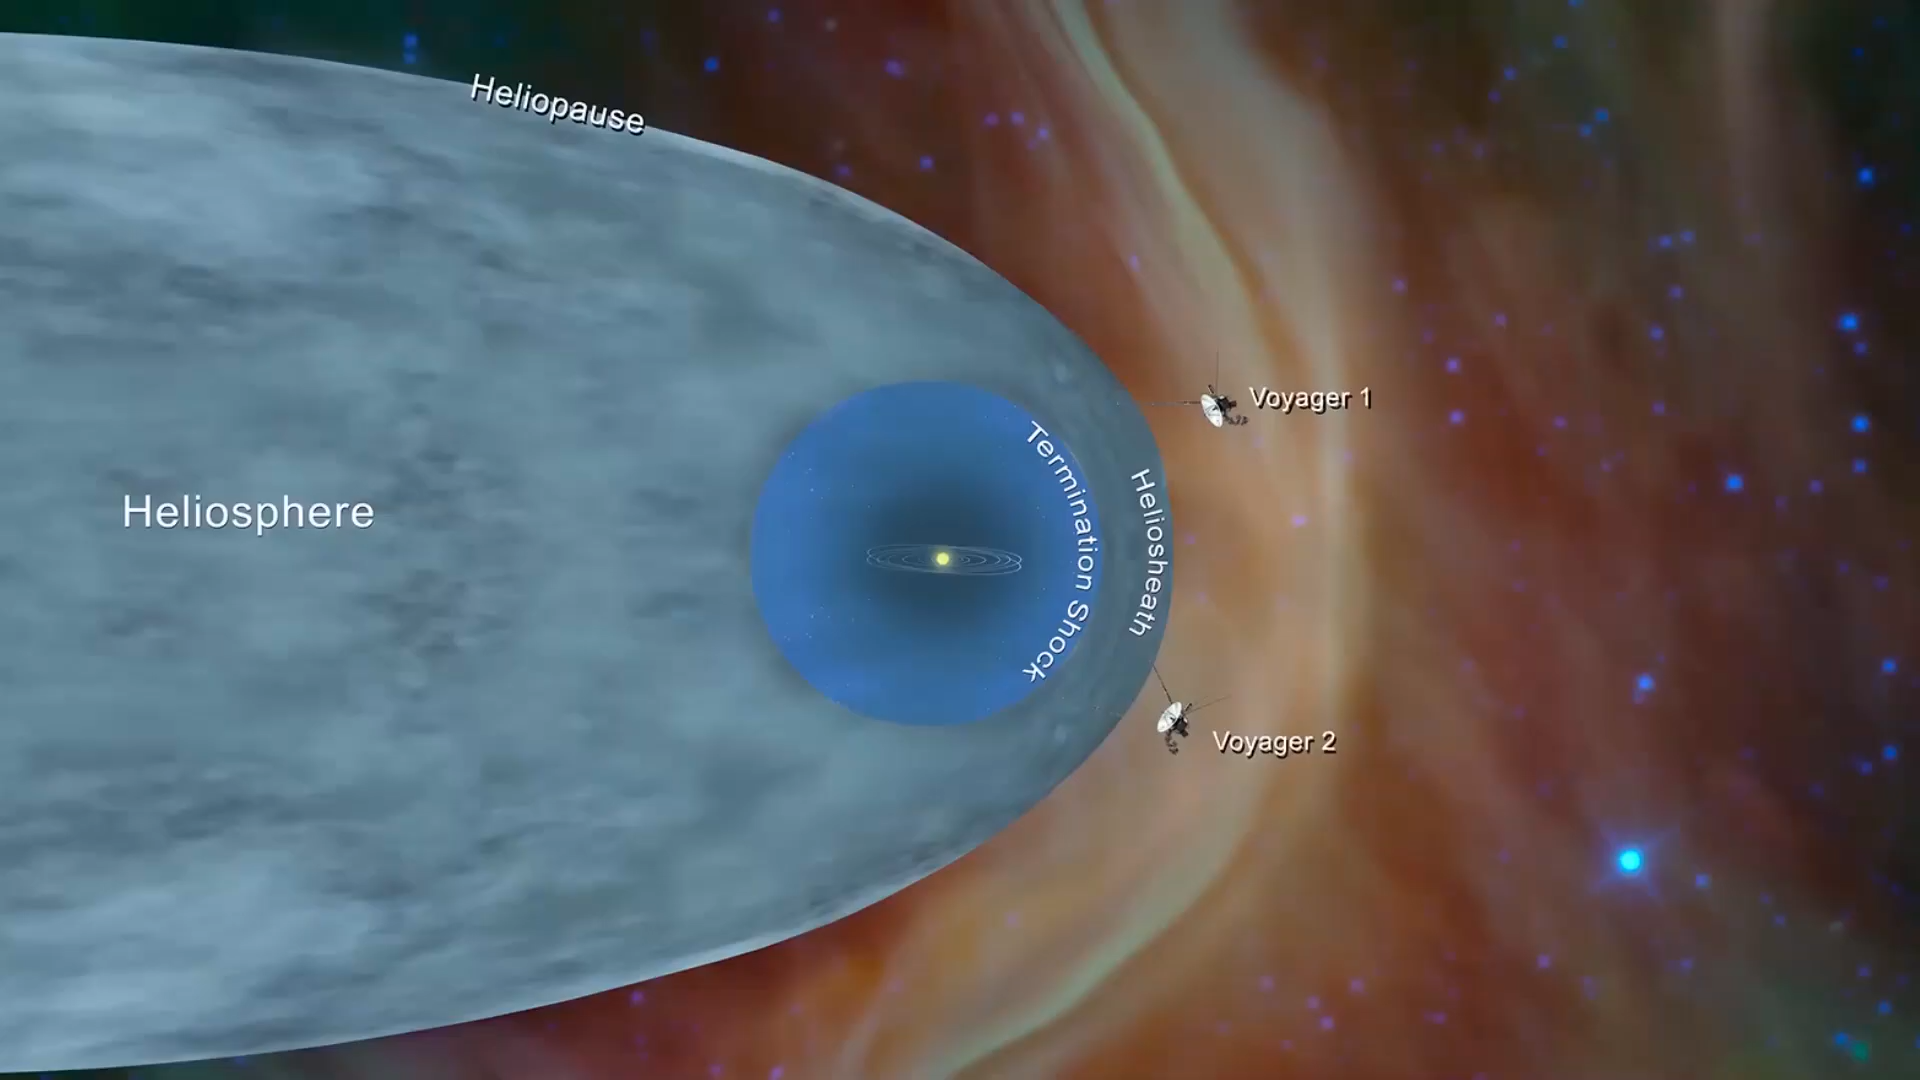 Heliopause
Voyager 1
Termination Shock
Heliosheath
Heliosphere
Voyager 2